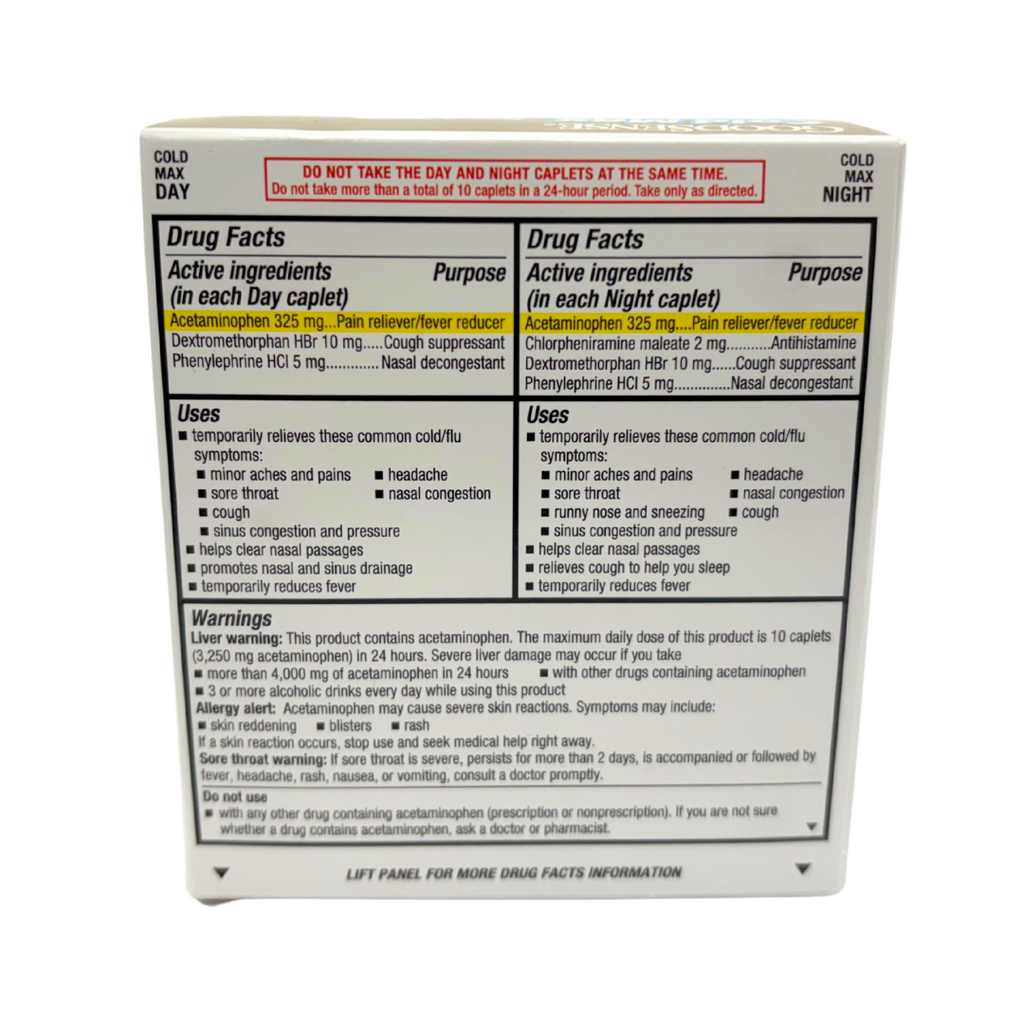 GOODSENSE
COLD
MAX
DAY
DO NOT TAKE THE DAY AND NIGHT CAPLETS AT THE SAME TIME.
Do not take more than a total of 10 caplets in a 24-hour period. Take only as directed.
COLD
MAX
NIGHT
Drug Facts
Active ingredients Purpose
(in each Day caplet)
Acetaminophen 325 mg...Pain reliever/fever reducer
Dextromethorphan HBr 10 mg.....Cough suppressant
Phenylephrine HCl 5 mg............. Nasal decongestant
Drug Facts
Active ingredients Purpose
(in each Night caplet)
Acetaminophen 325 mg....Pain reliever/fever reducer
Chlorpheniramine maleate 2 mg..........Antihistamine
Dextromethorphan HBr 10 mg......Cough suppressant
Phenylephrine HCl 5 mg..............Nasal decongestant
Uses
■ temporarily relieves these common cold/flu
symptoms:
■ minor aches and pains ■ headache
■ sore throat ■ nasal congestion
■ cough
■ sinus congestion and pressure
■ helps clear nasal passages
■ promotes nasal and sinus drainage
■ temporarily reduces fever
Uses
■ temporarily relieves these common cold/flu
symptoms:
■ minor aches and pains ■ headache
■ sore throat ■ nasal congestion
■ runny nose and sneezing ■ cough
■ sinus congestion and pressure
■ helps clear nasal passages
■ relieves cough to help you sleep
■ temporarily reduces fever
Warnings
Liver warning: This product contains acetaminophen. The maximum daily dose of this product is 10 caplets
(3,250 mg acetaminophen) in 24 hours. Severe liver damage may occur if you take
■ more than 4,000 mg of acetaminophen in 24 hours ■ with other drugs containing acetaminophen
■ 3 or more alcoholic drinks every day while using this product
Allergy alert: Acetaminophen may cause severe skin reactions. Symptoms may include:
■ skin reddening ■ blisters ■ rash
If a skin reaction occurs, stop use and seek medical help right away.
Sore throat warning: If sore throat is severe, persists for more than 2 days, is accompanied or followed by
fever, headache, rash, nausea, or vomiting, consult a doctor promptly.
Do not use
■ with any other drug containing acetaminophen (prescription or nonprescription). If you are not sure
whether a drug contains acetaminophen, ask a doctor or pharmacist.
LIFT PANEL FOR MORE DRUG FACTS INFORMATION